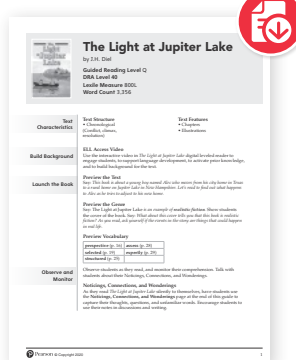 The Light at Jupiter Lake
by I.H. Diel
Guided Reading Level Q
DRA Level 40
Lexile Measure 800L
Word Count 3,356
Text
Characteristics
Text Structure
• Chronological
(Conflict, climax,
resolution)
Text Features
• Chapters
• Illustrations
Build Background
ELL Access Video
Use the interactive video in The Light at Jupiter Lake digital leveled reader to
engage students, to support language development, to activate prior knowledge,
and to build background for the text.
Launch the Book
Preview the Text
Say: This book is about a young boy named Alex who moves from his city home in Texas
to a rural home on Jupiter Lake in New Hampshire. Let's read to find out what happens
to Alex as he tries to adjust to his new home.
Preview the Genre
Say: The Light at Jupiter Lake is an example of realistic fiction. Show students
the cover of the book. Say: What about this cover tells you that this book is realistic
fiction? As you read, ask yourself if the events in the story are things that could happen
in real life.
Preview Vocabulary
perspective (p. 16)
access (p. 28)
selected (p. 19)
expertly (p. 29)
structured (p. 25)
Observe and
Monitor
Observe students as they read, and monitor their comprehension. Talk with
students about their Noticings, Connections, and Wonderings.
Noticings, Connections, and Wonderings
As they read The Light at Jupiter Lake silently to themselves, have students use
the Noticings, Connections, and Wonderings page at the end of this guide to
capture their thoughts, questions, and unfamiliar words. Encourage students to
use their notes in discussions and writing.
Pearson © Copyright 2020
1